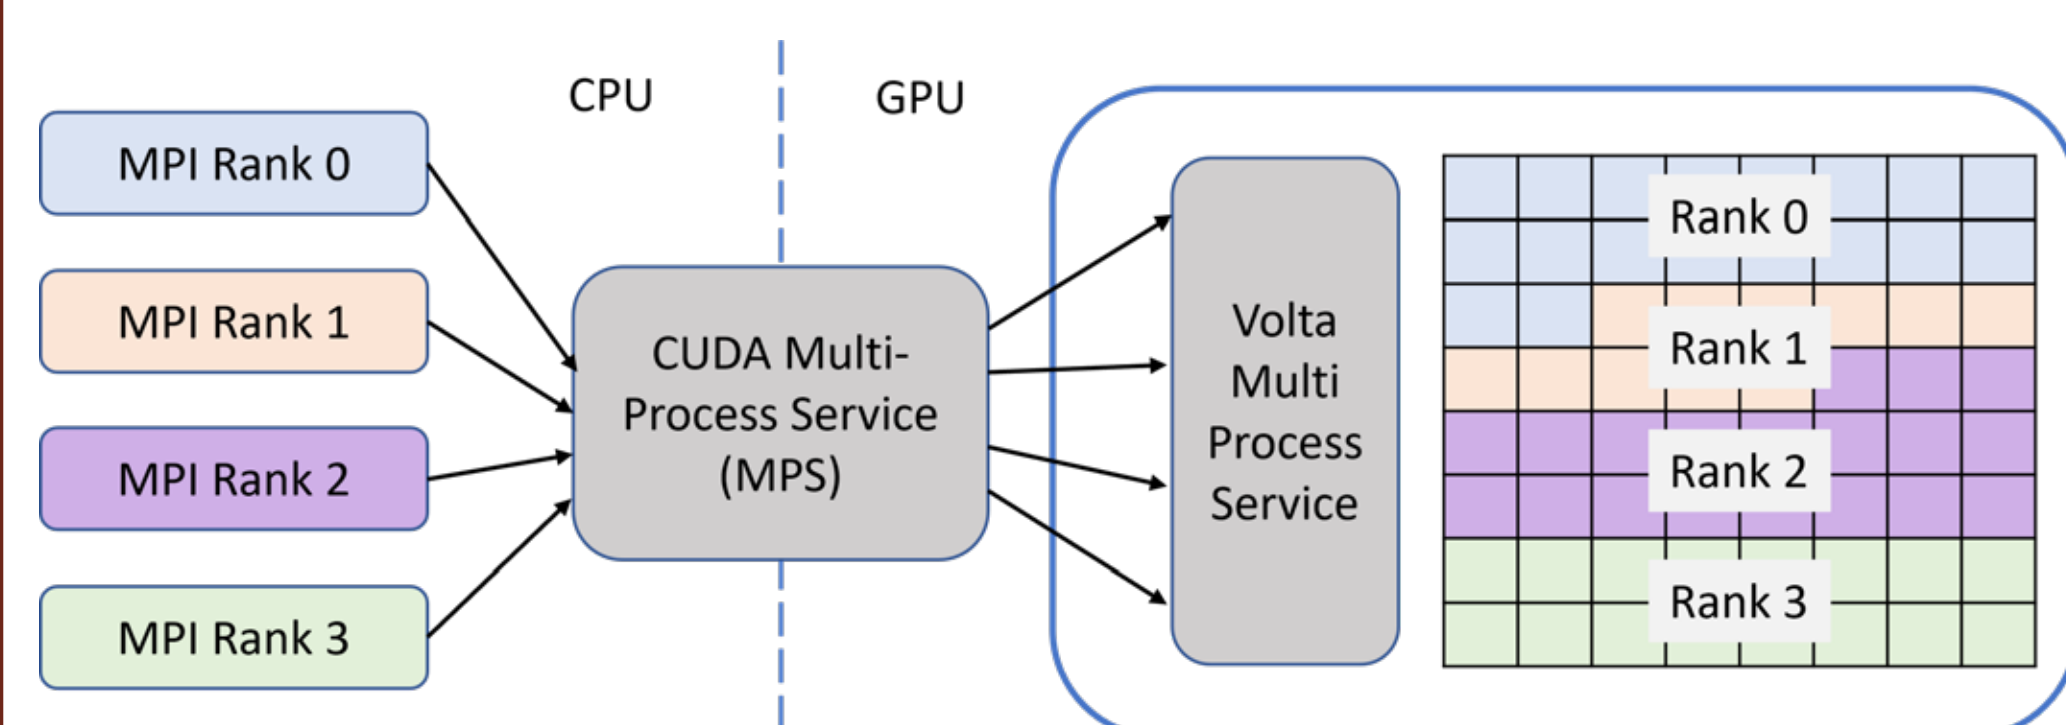 CPU
GPU
MPI Rank 0
MPI Rank 1
MPI Rank 2
MPI Rank 3
CUDA Multi-
Process Service
(MPS)
Volta
Multi
Process
Service
Rank 0
Rank 1
Rank 2
Rank 3